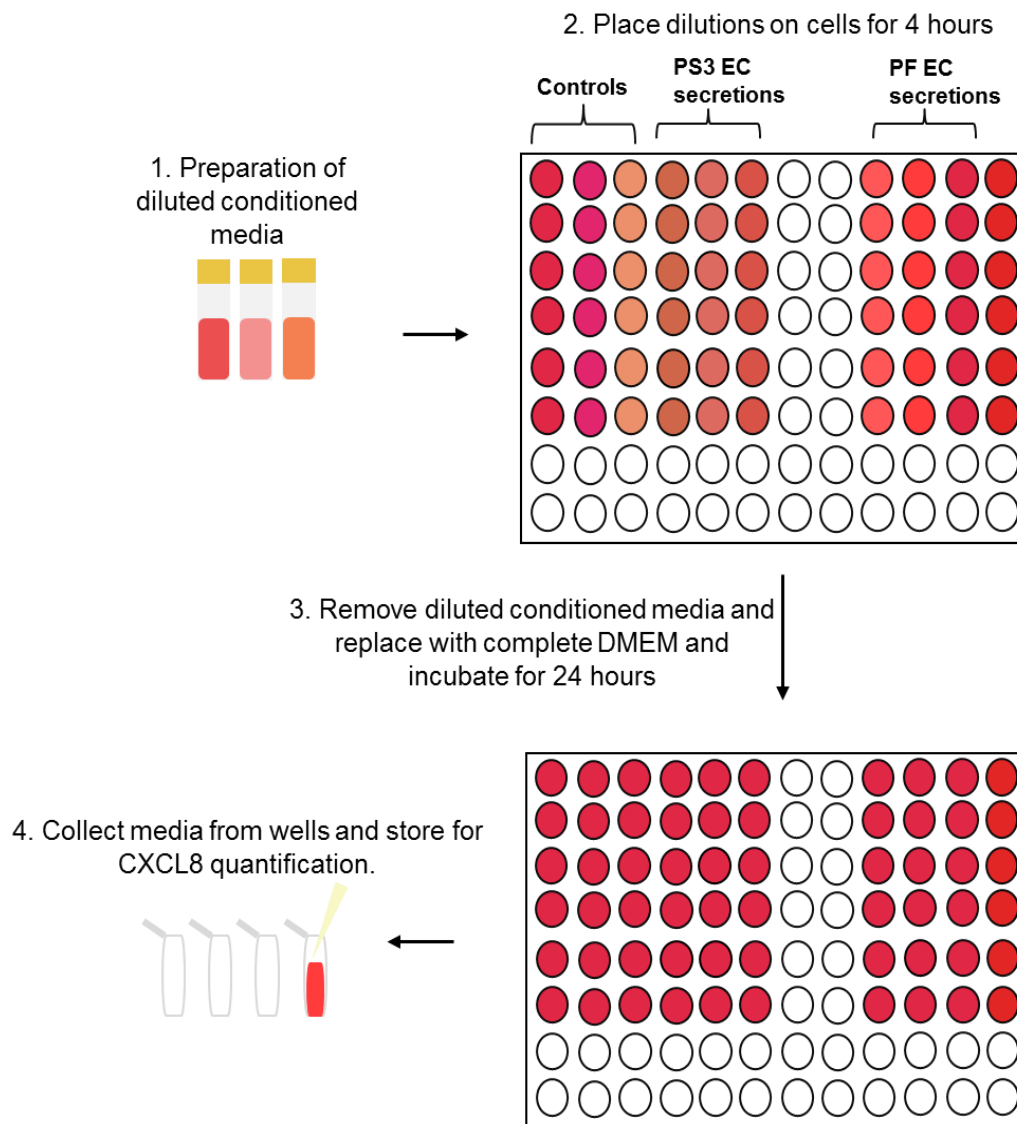 2. Place dilutions on cells for 4 hours
Controls
PS3 EC
secretions
PF EC
secretions
1. Preparation of
diluted conditioned
media
3. Remove diluted conditioned media and
replace with complete DMEM and
incubate for 24 hours
4. Collect media from wells and store for
CXCL8 quantification.